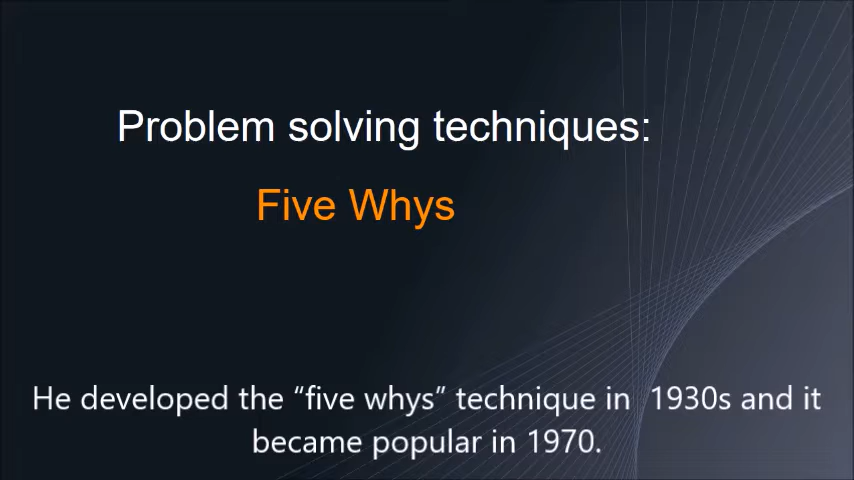 Problem solving techniques:
Five Whys
He developed the “five whys” technique in 1930s and it
became popular in 1970.